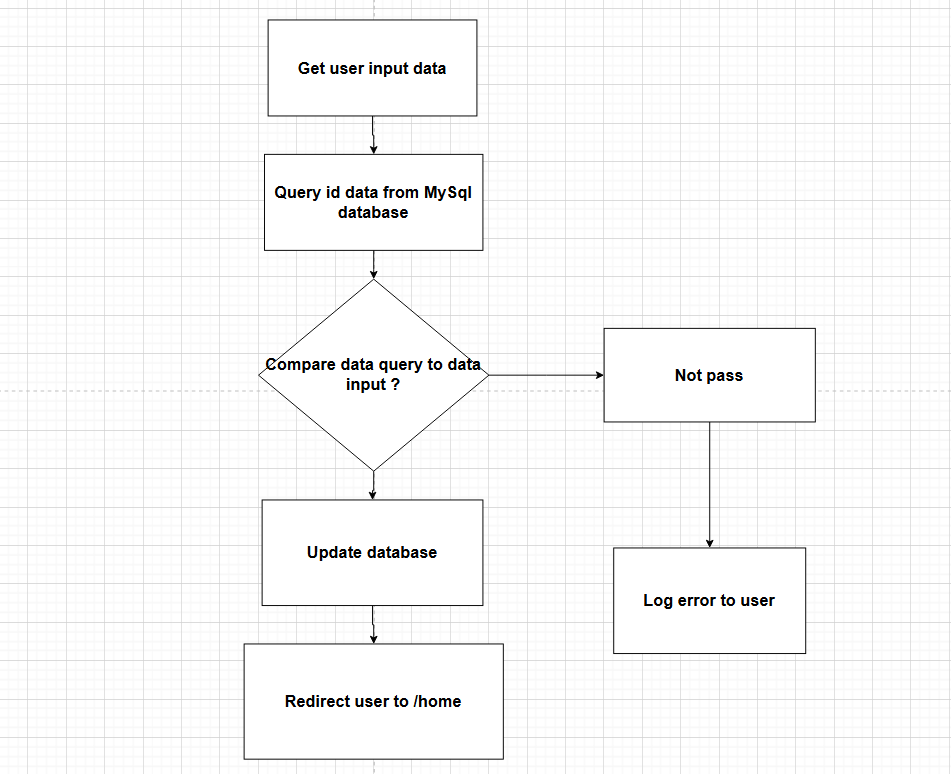 Get user input data
Query id data from MySql
database
Compare data query to data
input ?
Not pass
Update database
Log error to user
Redirect user to /home